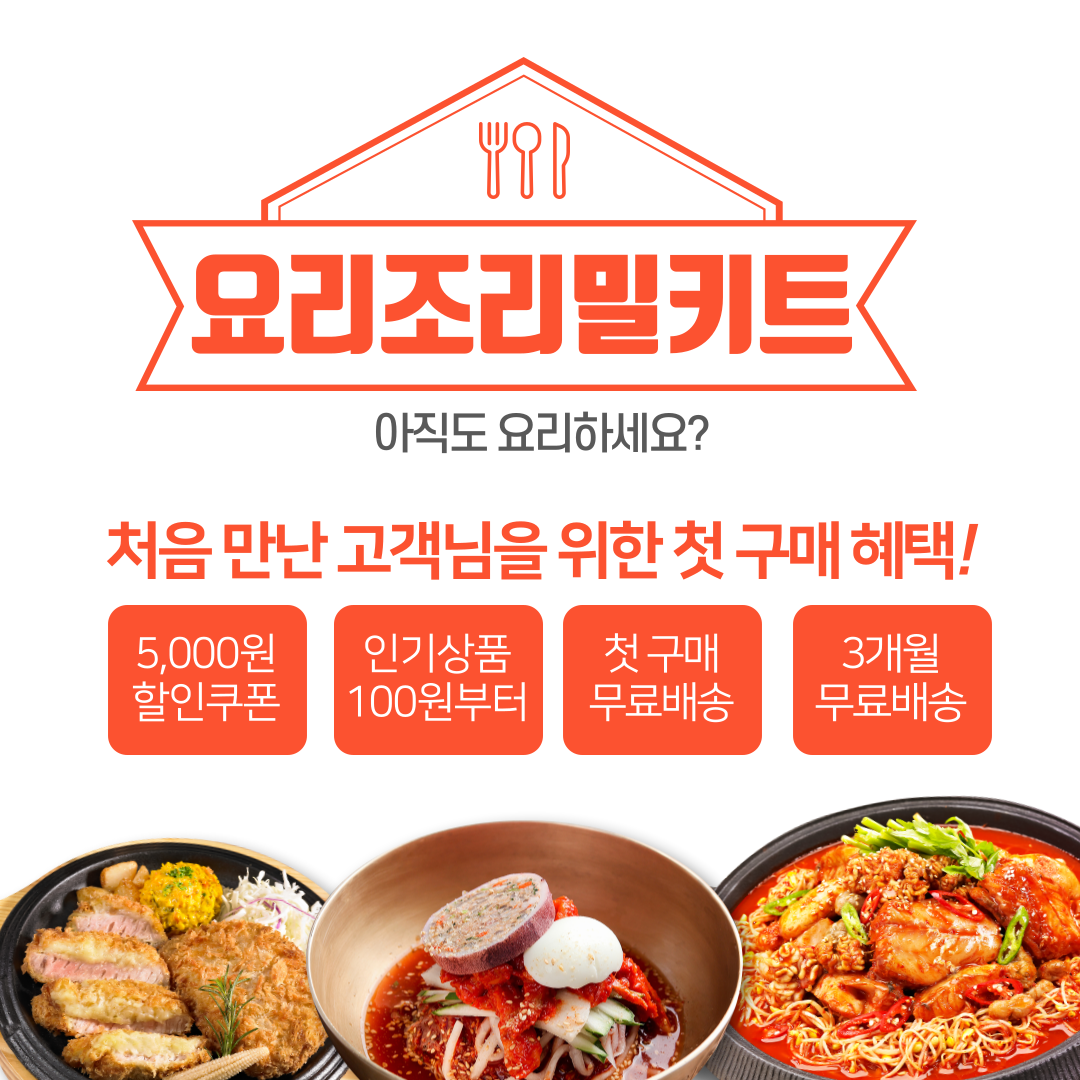 요리조리밀키트
아직도 요리하세요?
처음 만난 고객님을 위한 첫 구매 혜택!
5,000원
할인쿠폰
인기상품
100원부터
첫 구매
무료배송
3개월
무료배송